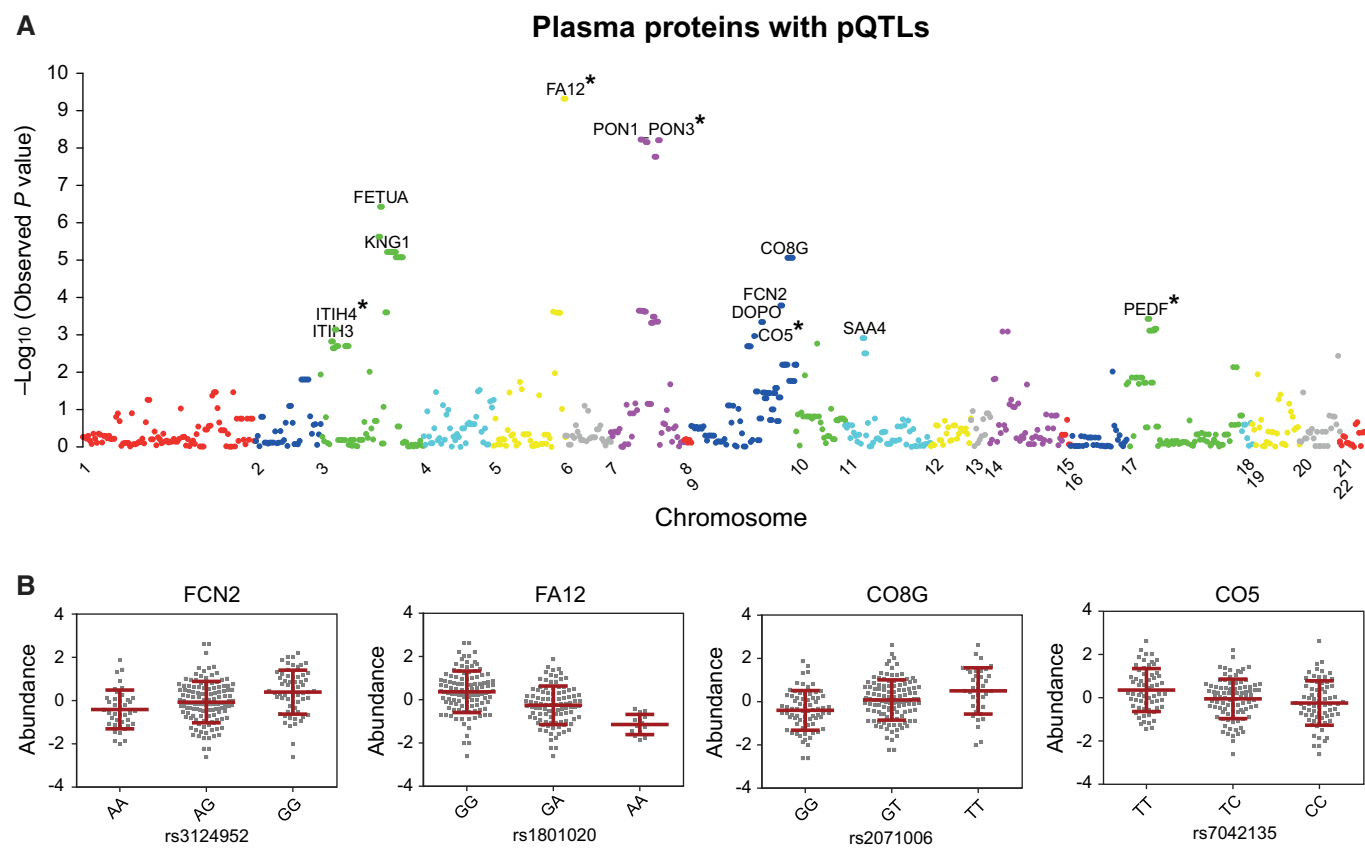 A
Plasma proteins with pQTLs
−Log10 (Observed P value)
10
9
8
7
6
5
4
3
2
1
0
FA12*
PON1_PON3*
FETUA
KNG1
CO8G
ITIH4*
ITIH3
FCN2
DOPO
CO5*
SAA4
PEDF*
1 2 3 4 5 6 7 8 9 10 11 12 13 14 15 16 17 18 19 20 21 22
Chromosome
B
FCN2
Abundance
4
2
0
-2
-4
AA AG GG
rs3124952
FA12
Abundance
4
2
0
-2
-4
GG GA AA
rs1801020
CO8G
Abundance
4
2
0
-2
-4
GG GT TT
rs2071006
CO5
Abundance
4
2
0
-2
-4
TT TC CC
rs7042135